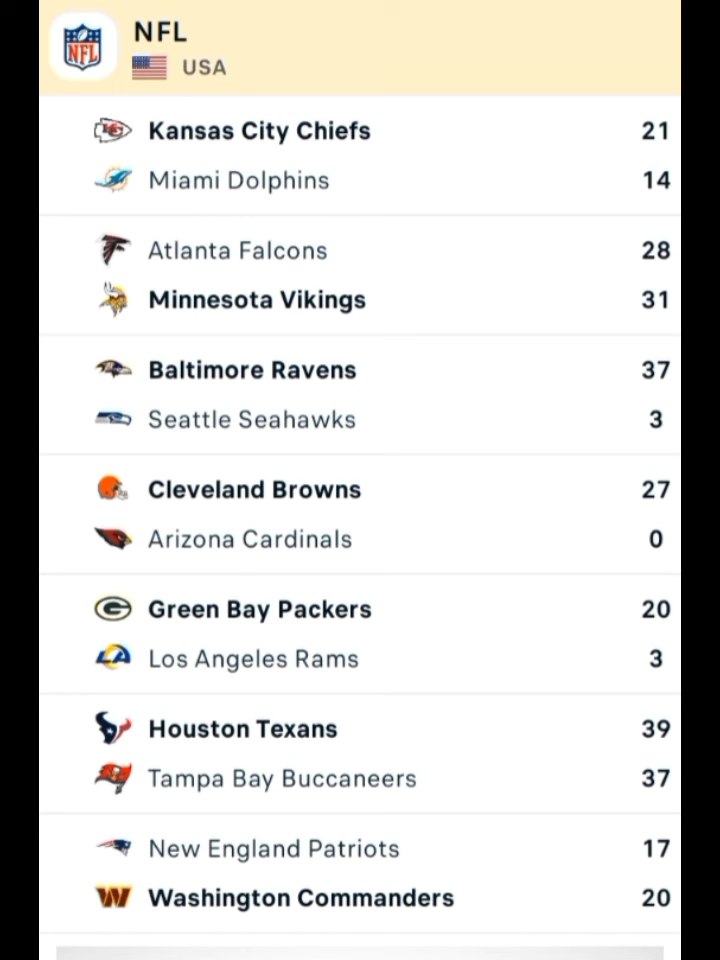 NFL
NFL
USA
Kansas City Chiefs 21
Miami Dolphins 14
Atlanta Falcons 28
Minnesota Vikings 31
Baltimore Ravens 37
Seattle Seahawks 3
Cleveland Browns 27
Arizona Cardinals 0
Green Bay Packers 20
Los Angeles Rams 3
Houston Texans 39
Tampa Bay Buccaneers 37
New England Patriots 17
Washington Commanders 20